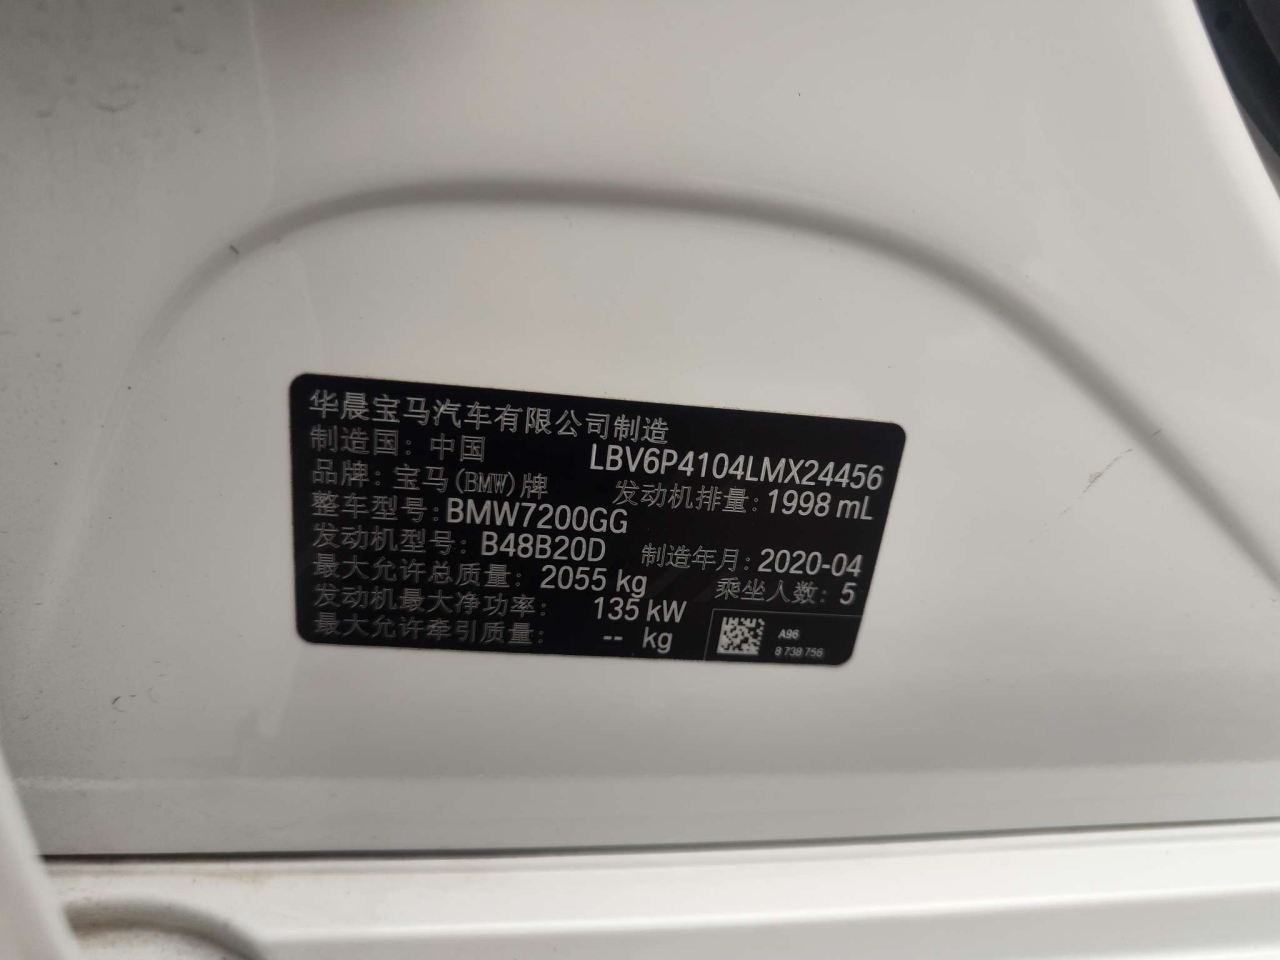 华晨宝马汽车有限公司制造
制造国：中国 LBV6P4104LMX24456
品牌：宝马(BMW)牌 发动机排量：1998 mL
整车型号：BMW7200GG
发动机型号：B48B20D 制造年月：2020-04
最大允许总质量：2055 kg 乘坐人数：5
发动机最大净功率：135 kW
最大允许牵引质量：-- kg
A96
8 738 756